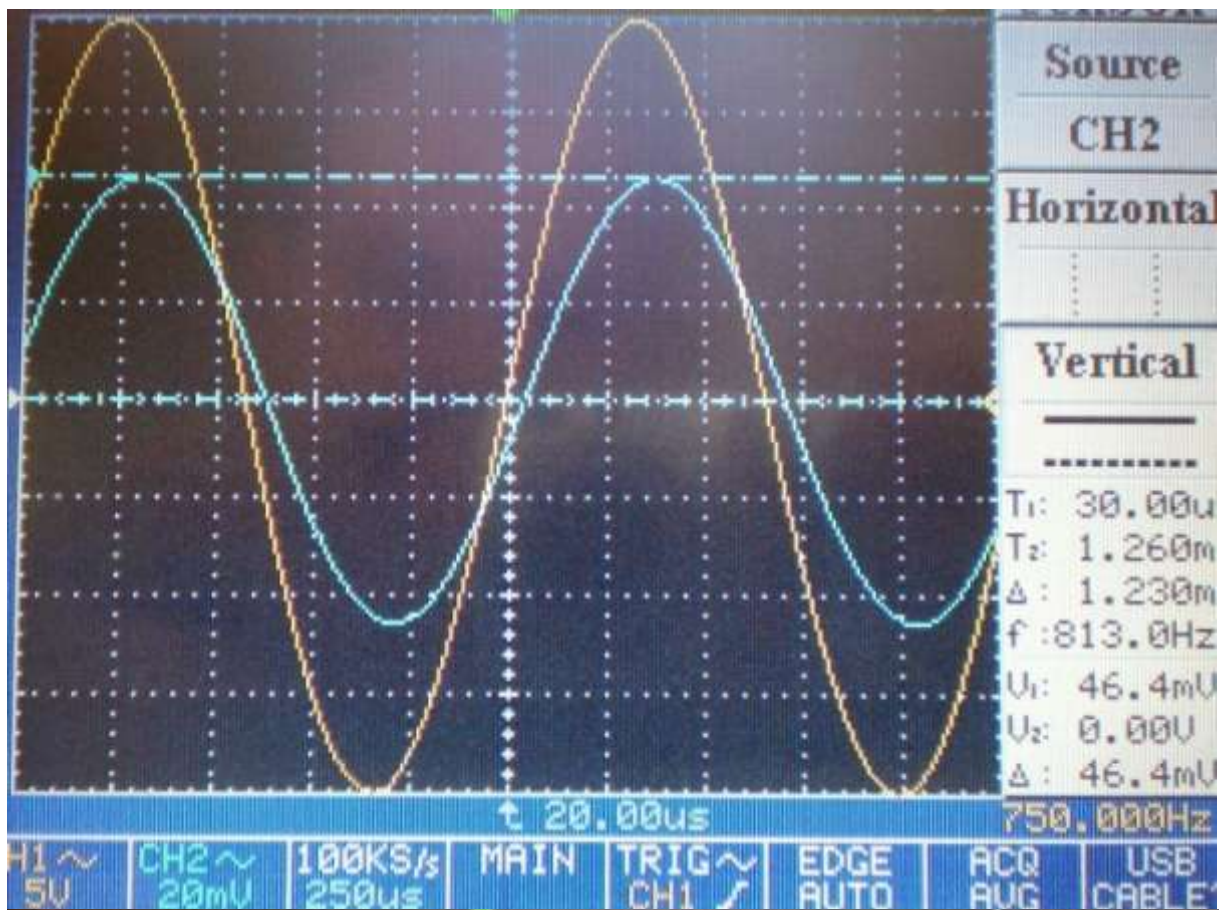 Source
CH2
Horizontal
Vertical
T₁: 30.00u
T₂: 1.260m
Δ: 1.230m
f:813.0Hz
V₁: 46.4mV
V₂: 0.00V
Δ: 46.4mV
20.00us
750.000Hz
H1 CH2 100KS/s MAIN TRIG EDGE ACQ USB
5V 20mV 250us CH1 AUTO AVG CABLE